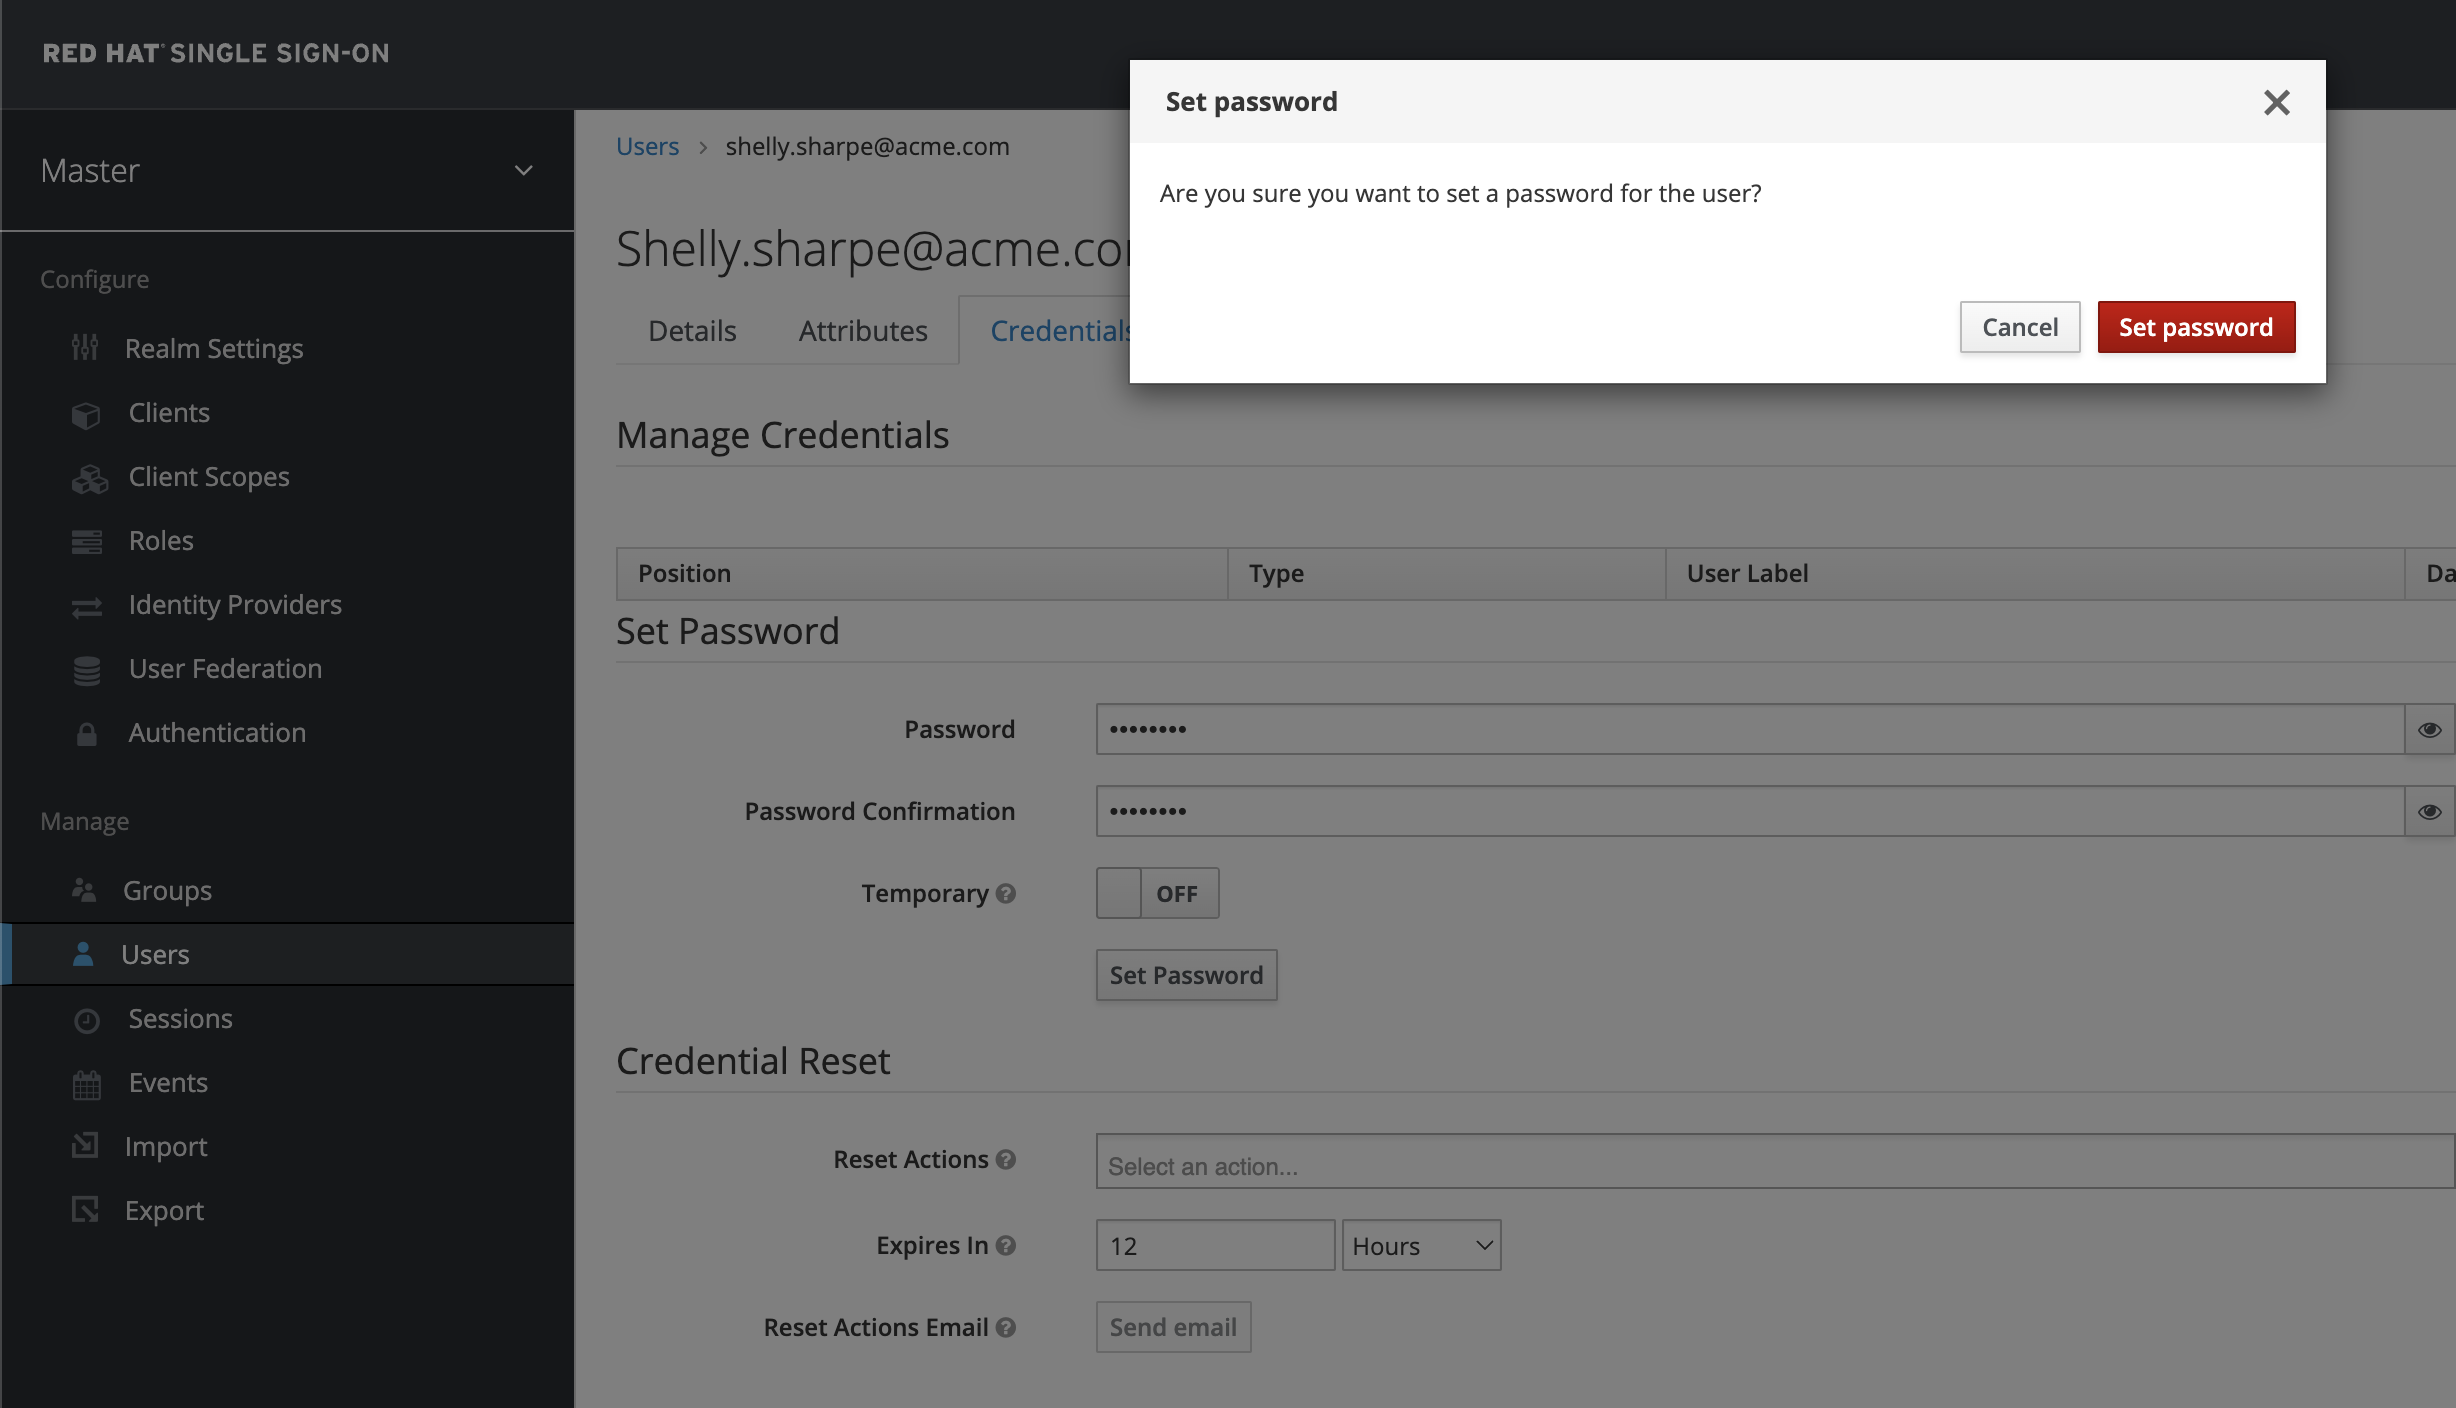 RED HAT® SINGLE SIGN-ON
Master
Configure
Realm Settings
Clients
Client Scopes
Roles
Identity Providers
User Federation
Authentication
Manage
Groups
Users
Sessions
Events
Import
Export
Users > shelly.sharpe@acme.com
Shelly.sharpe@acme.co
Details Attributes Credentials
Set password
Are you sure you want to set a password for the user?
Cancel Set password
Manage Credentials
Position Type User Label Da
Set Password
Password ••••••••
Password Confirmation ••••••••
Temporary OFF
Set Password
Credential Reset
Reset Actions Select an action...
Expires In 12 Hours
Reset Actions Email Send email